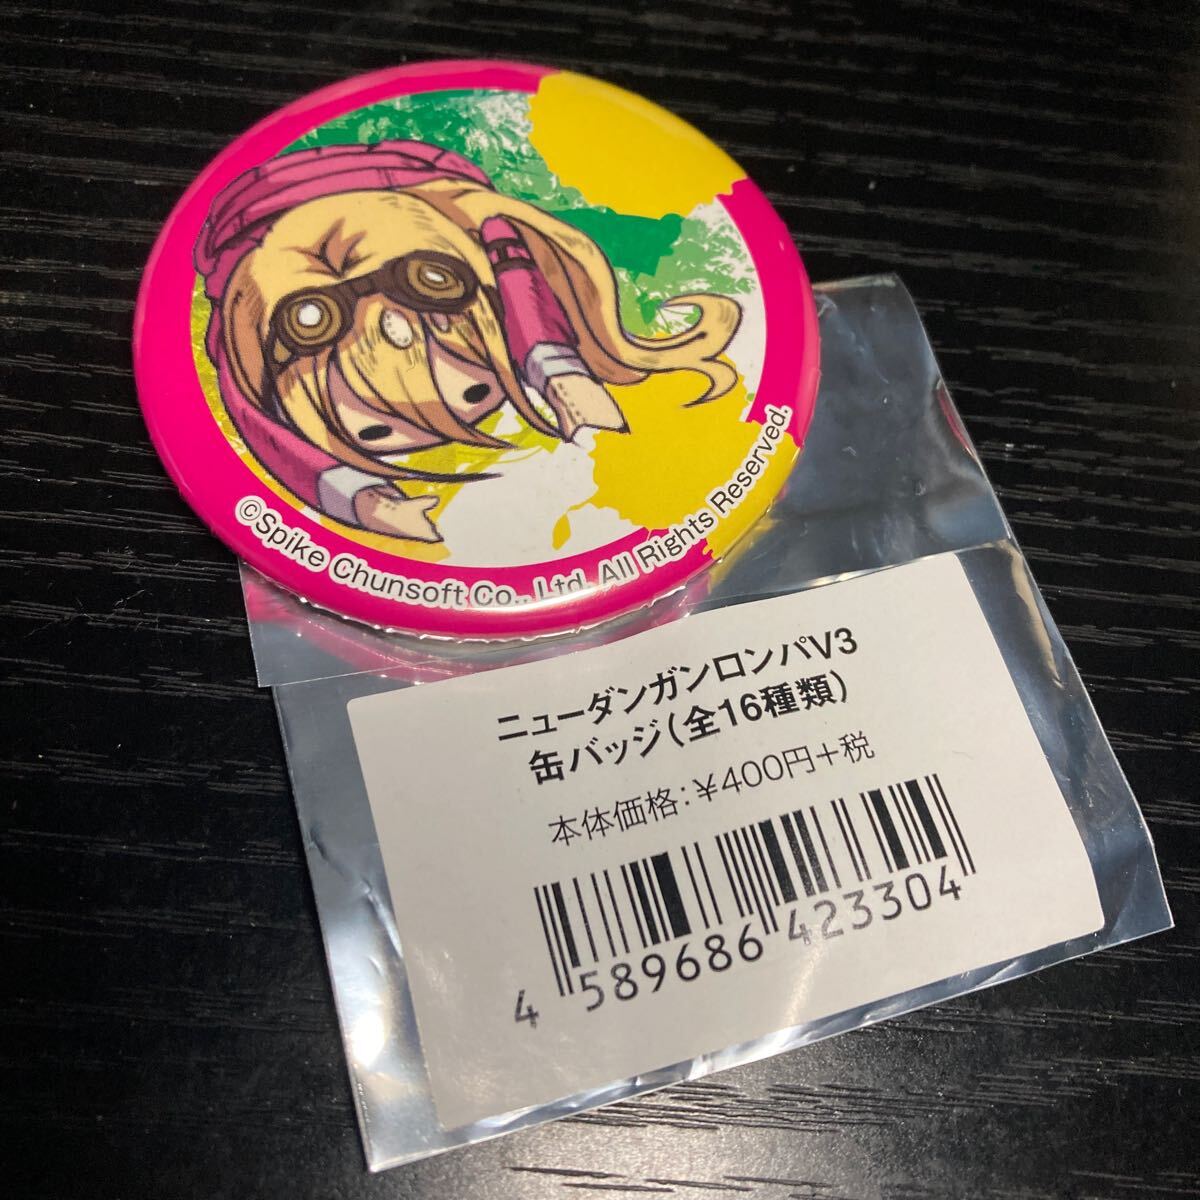 ©Spike Chunsoft Co., Ltd. All Rights Reserved.
ニューダンガンロンパV3
缶バッジ(全16種類)
本体価格:¥400円+税
4 589686 423304